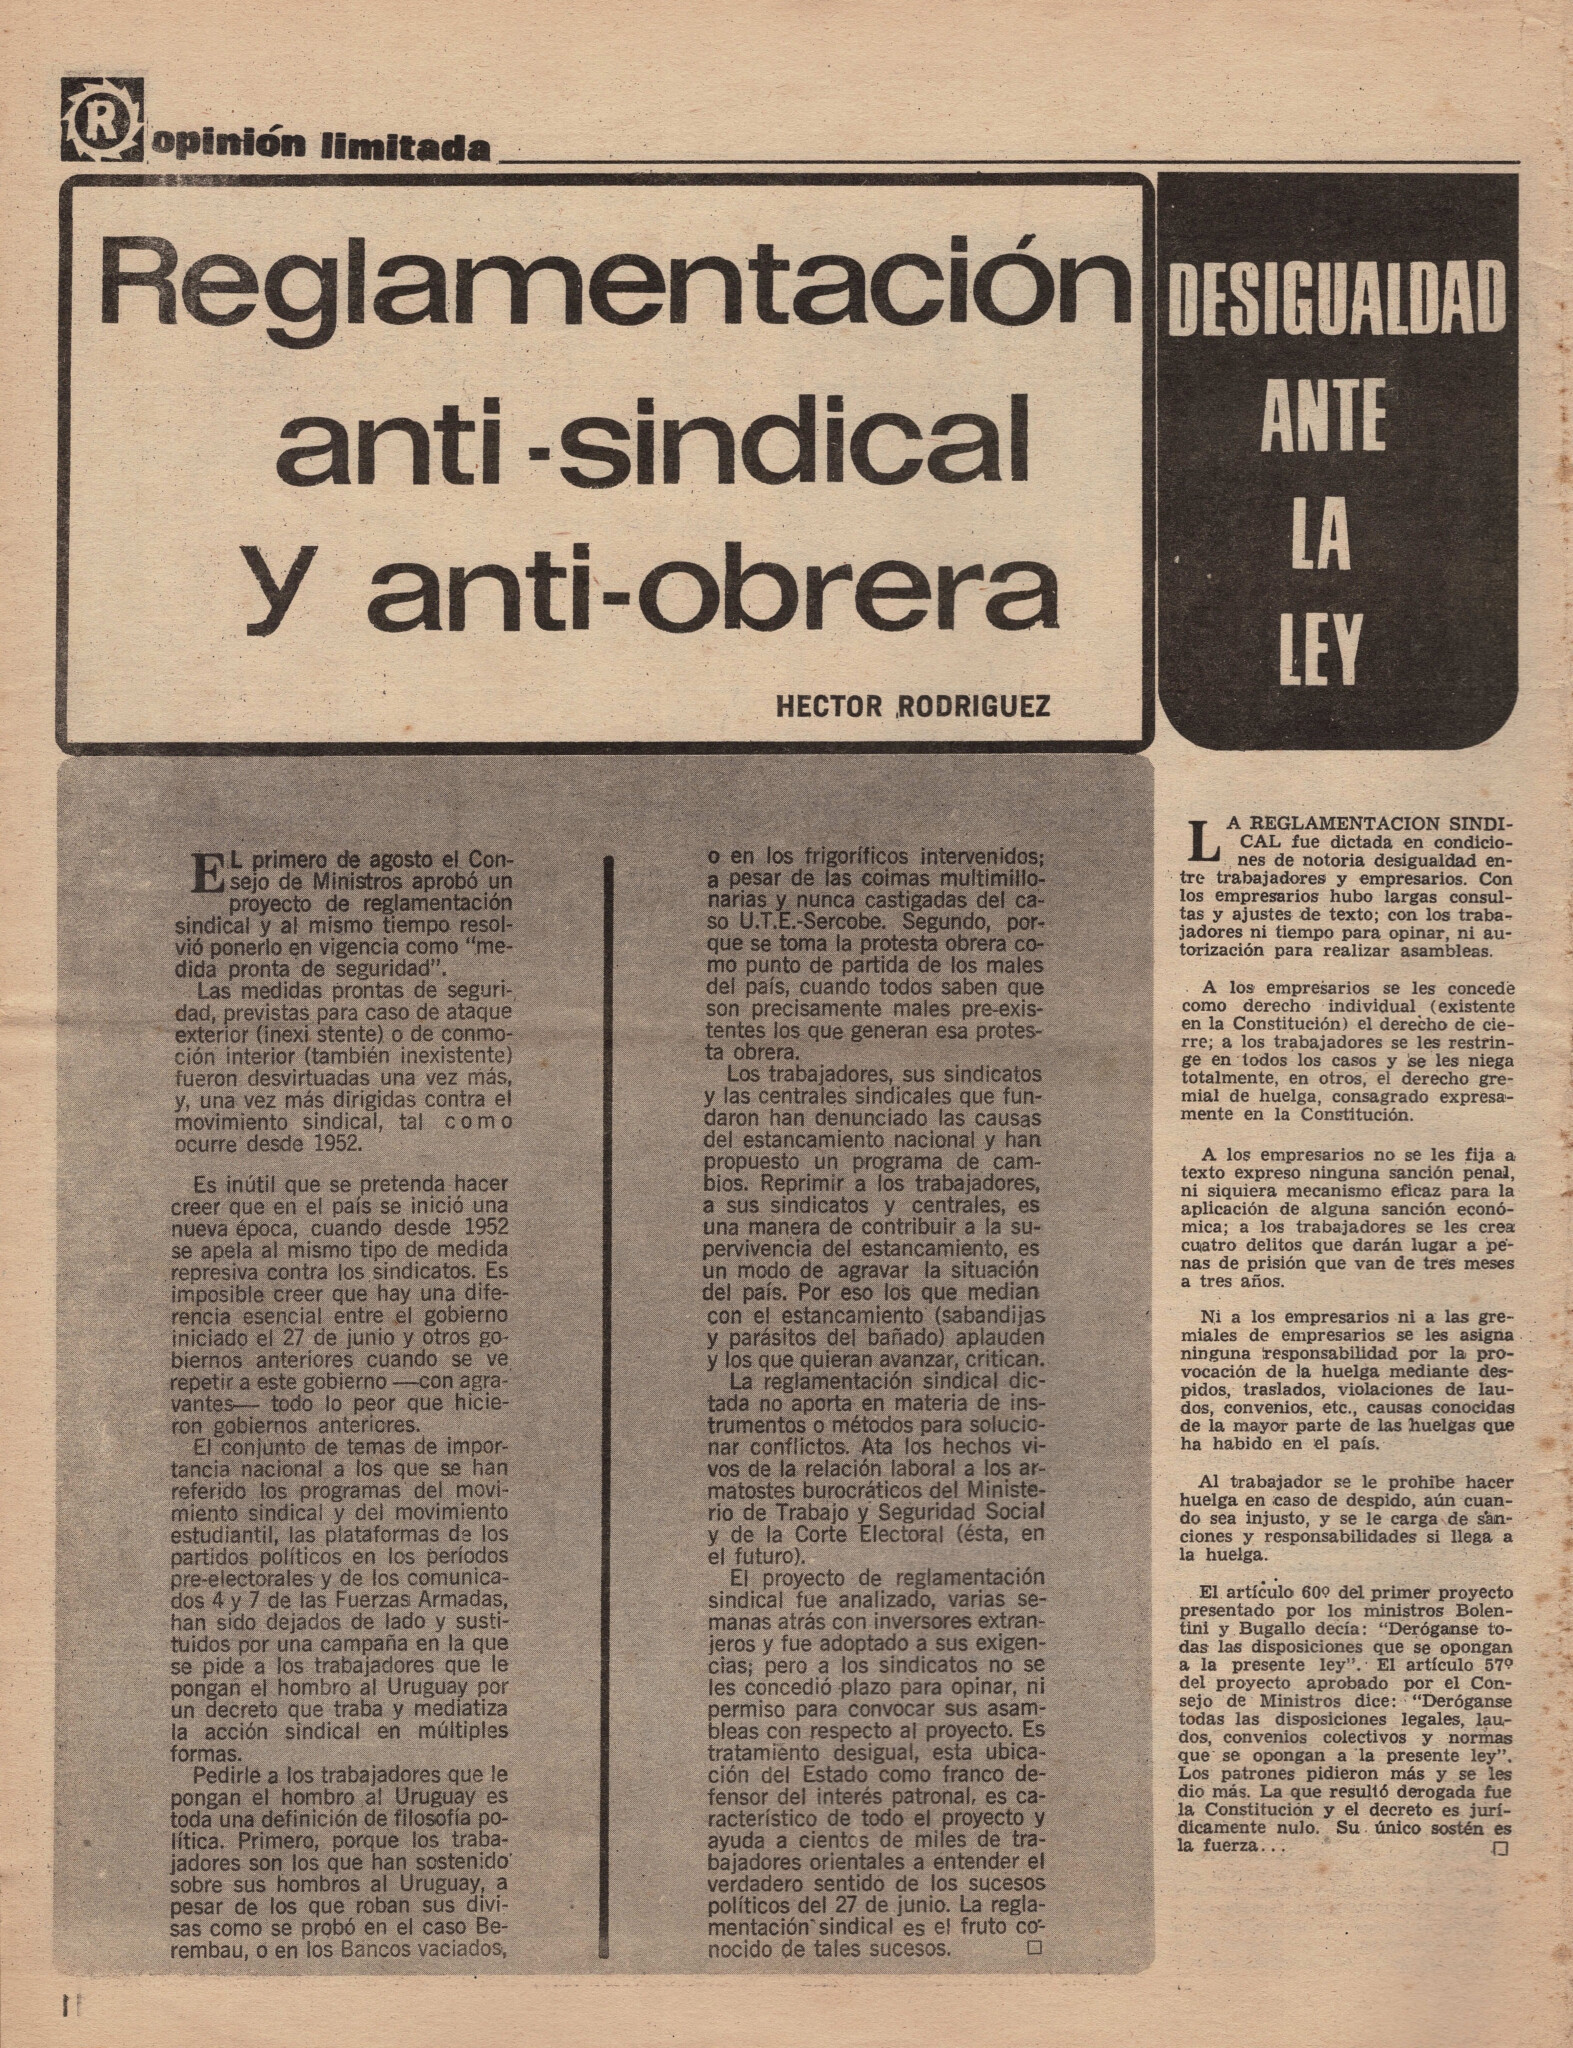 R opinión limitada
Reglamentación
anti-sindical
y anti-obrera
HECTOR RODRIGUEZ
EL primero de agosto el Con-
sejo de Ministros aprobó un
proyecto de reglamentación
sindical y al mismo tiempo resol-
vió ponerlo en vigencia como "me-
dida pronta de seguridad".
Las medidas prontas de seguri-
dad, previstas para caso de ataque
exterior (inexi stente) o de conmo-
ción interior (también inexistente)
fueron desvirtuadas una vez más,
y, una vez más dirigidas contra el
movimiento sindical, tal como
ocurre desde 1952.
Es inútil que se pretenda hacer
creer que en el país se inició una
nueva época, cuando desde 1952
se apela al mismo tipo de medida
represiva contra los sindicatos. Es
imposible creer que hay una dife-
rencia esencial entre el gobierno
iniciado el 27 de junio y otros go-
biernos anteriores cuando se ve
repetir a este gobierno —con agra-
vantes— todo lo peor que hicie-
ron gobiernos anteriores.
El conjunto de temas de impor-
tancia nacional a los que se han
referido los programas del movi-
miento sindical y del movimiento
estudiantil, las plataformas de los
partidos políticos en los períodos
pre-electorales y de los comunica-
dos 4 y 7 de las Fuerzas Armadas,
han sido dejados de lado y susti-
tuidos por una campaña en la que
se pide a los trabajadores que le
pongan el hombro al Uruguay por
un decreto que traba y mediatiza
la acción sindical en múltiples
formas.
Pedirle a los trabajadores que le
pongan el hombro al Uruguay es
toda una definición de filosofía po-
lítica. Primero, porque los traba-
jadores son los que han sostenido
sobre sus hombros al Uruguay, a
pesar de los que roban sus divi-
sas como se probó en el caso Be-
rembau, o en los Bancos vaciados,
o en los frigoríficos intervenidos;
a pesar de las coimas multimillo-
narias y nunca castigadas del ca-
so U.T.E.-Sercobe. Segundo, por-
que se toma la protesta obrera co-
mo punto de partida de los males
del país, cuando todos saben que
son precisamente males pre-exis-
tentes los que generan esa protes-
ta obrera.
Los trabajadores, sus sindicatos
y las centrales sindicales que fun-
daron han denunciado las causas
del estancamiento nacional y han
propuesto un programa de cam-
bios. Reprimir a los trabajadores,
a sus sindicatos y centrales, es
una manera de contribuir a la su-
pervivencia del estancamiento, es
un modo de agravar la situación
del país. Por eso los que median
con el estancamiento (sabandijas
y parásitos del bañado) aplauden
y los que quieran avanzar, critican.
La reglamentación sindical dic-
tada no aporta en materia de ins-
trumentos o métodos para solucio-
nar conflictos. Ata los hechos vi-
vos de la relación laboral a los ar-
matostes burocráticos del Ministe-
rio de Trabajo y Seguridad Social
y de la Corte Electoral (ésta, en
el futuro).
El proyecto de reglamentación
sindical fue analizado, varias se-
manas atrás con inversores extran-
jeros y fue adoptado a sus exigen-
cias; pero a los sindicatos no se
les concedió plazo para opinar, ni
permiso para convocar sus asam-
bleas con respecto al proyecto. Es
tratamiento desigual, esta ubica-
ción del Estado como franco de-
fensor del interés patronal, es ca-
racterístico de todo el proyecto y
ayuda a cientos de miles de tra-
bajadores orientales a entender el
verdadero sentido de los sucesos
políticos del 27 de junio. La regla-
mentación sindical es el fruto co-
nocido de tales sucesos.
DESIGUALDAD
ANTE
LA
LEY
LA REGLAMENTACION SINDI-
CAL fue dictada en condicio-
nes de notoria desigualdad en-
tre trabajadores y empresarios. Con
los empresarios hubo largas consul-
tas y ajustes de texto; con los traba-
jadores ni tiempo para opinar, ni au-
torización para realizar asambleas.
A los empresarios se les concede
como derecho individual (existente
en la Constitución) el derecho de cie-
rre; a los trabajadores se les restrin-
ge en todos los casos y se les niega
totalmente, en otros, el derecho gre-
mial de huelga, consagrado expresa-
mente en la Constitución.
A los empresarios no se les fija a
texto expreso ninguna sanción penal,
ni siquiera mecanismo eficaz para la
aplicación de alguna sanción econó-
mica; a los trabajadores se les crea
cuatro delitos que darán lugar a pe-
nas de prisión que van de tres meses
a tres años.
Ni a los empresarios ni a las gre-
miales de empresarios se les asigna
ninguna responsabilidad por la pro-
vocación de la huelga mediante des-
pidos, traslados, violaciones de lau-
dos, convenios, etc., causas conocidas
de la mayor parte de las huelgas que
ha habido en el país.
Al trabajador se le prohibe hacer
huelga en caso de despido, aún cuan-
do sea injusto, y se le carga de san-
ciones y responsabilidades si llega a
la huelga.
El artículo 60º del primer proyecto
presentado por los ministros Bolen-
tini y Bugallo decía: "Deróganse to-
das las disposiciones que se opongan
a la presente ley". El artículo 57º
del proyecto aprobado por el Con-
sejo de Ministros dice: "Deróganse
todas las disposiciones legales, lau-
dos, convenios colectivos y normas
que se opongan a la presente ley".
Los patrones pidieron más y se les
dio más. La que resultó derogada fue
la Constitución y el decreto es jurí-
dicamente nulo. Su único sostén es
la fuerza...
11